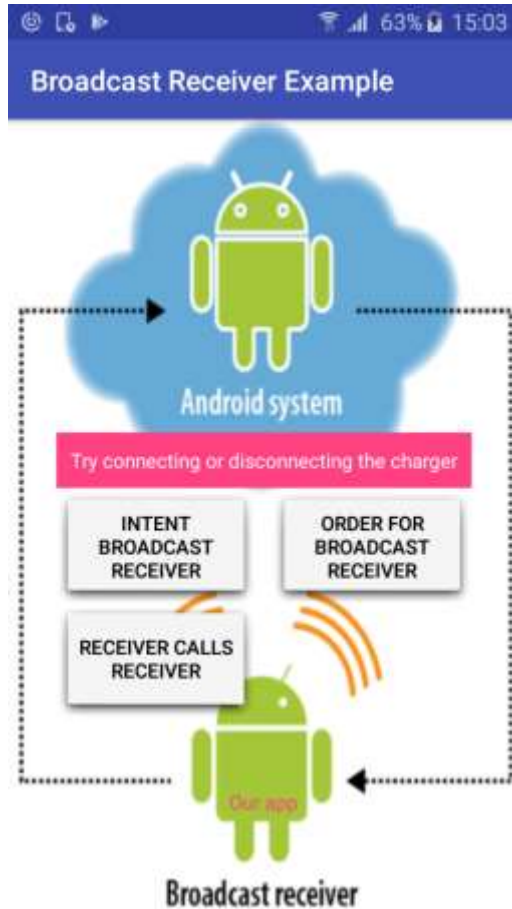 63% 15:03
Broadcast Receiver Example
Android system
Try connecting or disconnecting the charger
INTENT
BROADCAST
RECEIVER
ORDER FOR
BROADCAST
RECEIVER
RECEIVER CALLS
RECEIVER
Our app
Broadcast receiver